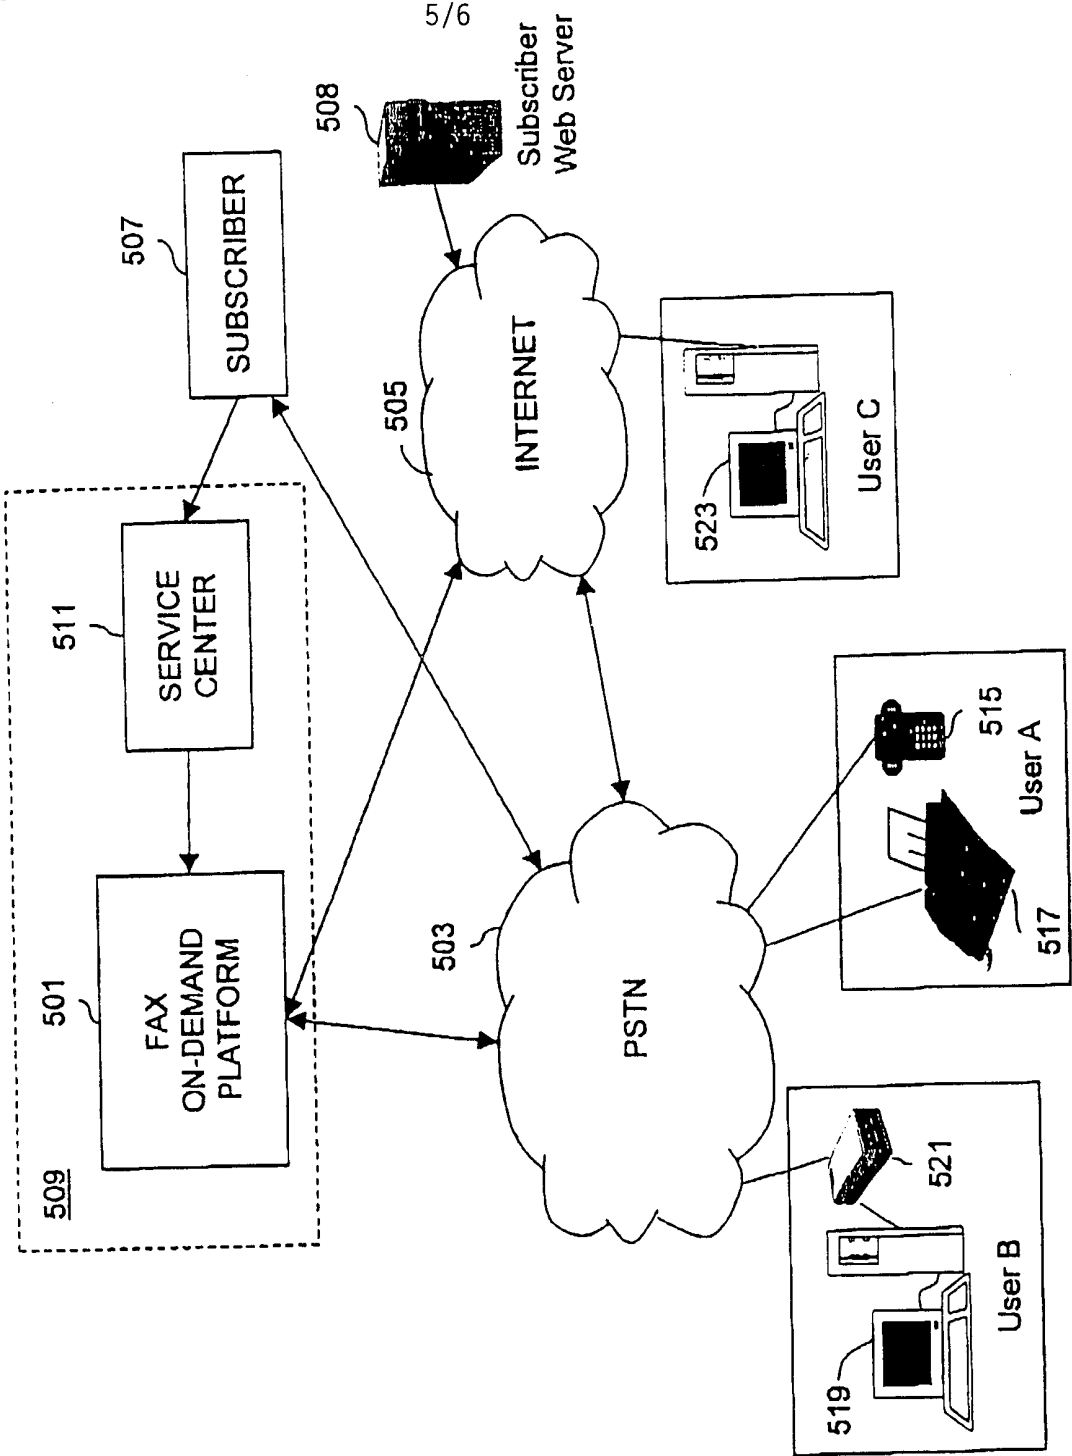 5/6
509
501
FAX
ON-DEMAND
PLATFORM
511
SERVICE
CENTER
507
SUBSCRIBER
503
PSTN
505
INTERNET
508
Subscriber
Web Server
519
521
User B
517
515
User A
523
User C